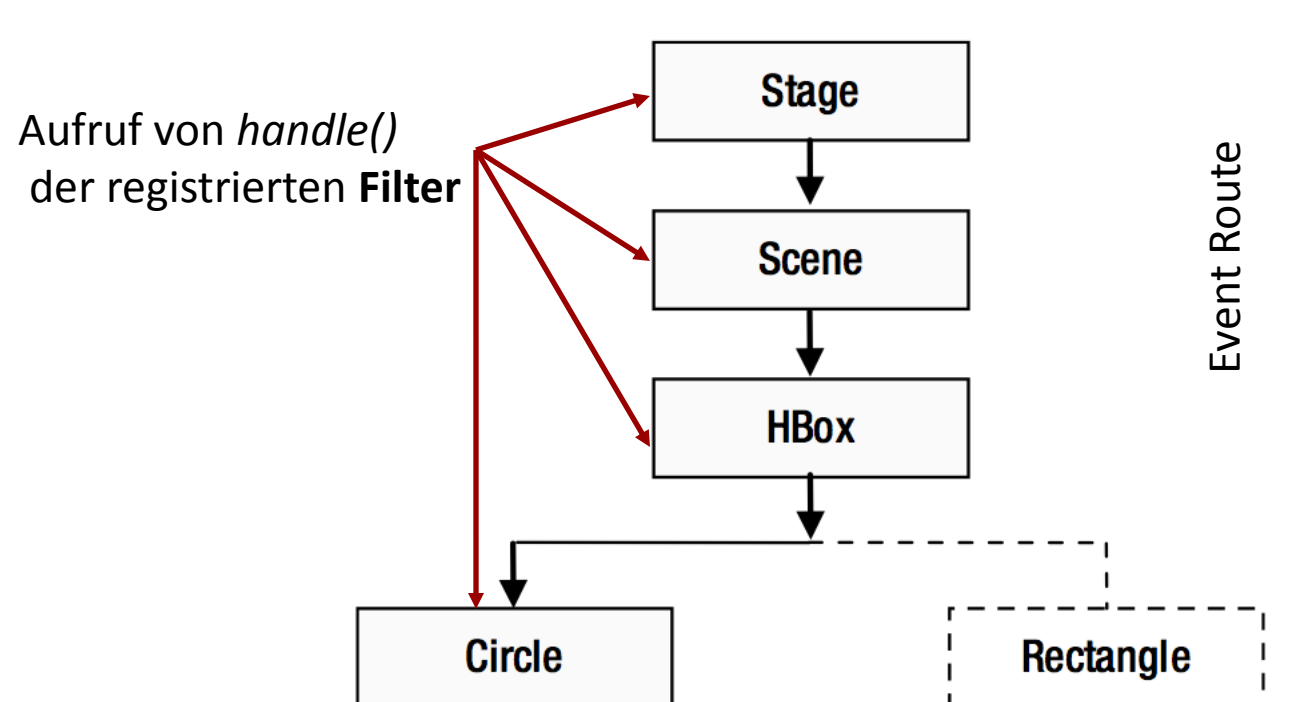 Stage
Aufruf von handle()
der registrierten Filter
Scene
Event Route
HBox
Circle
Rectangle